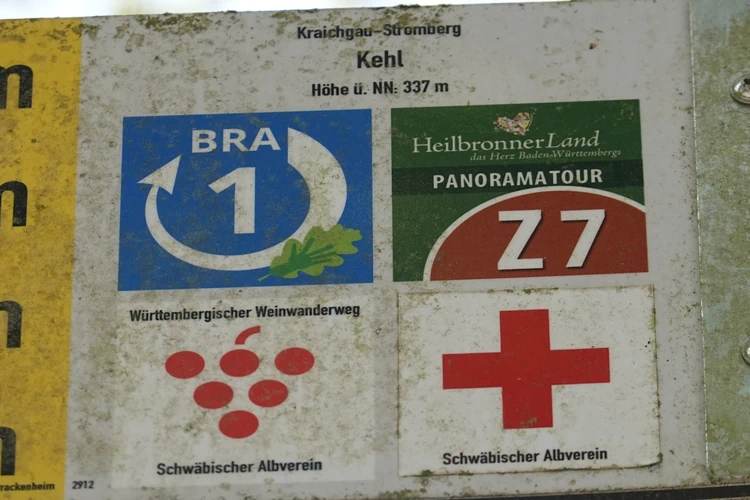 Kraichgau-Stromberg
Kehl
Höhe ü. NN: 337 m
m
m
m
m
BRA
1
HeilbronnerLand
das Herz Baden-Württembergs
PANORAMATOUR
Z7
Württembergischer Weinwanderweg
Schwäbischer Albverein
Schwäbischer Albverein
rackenheim
2912